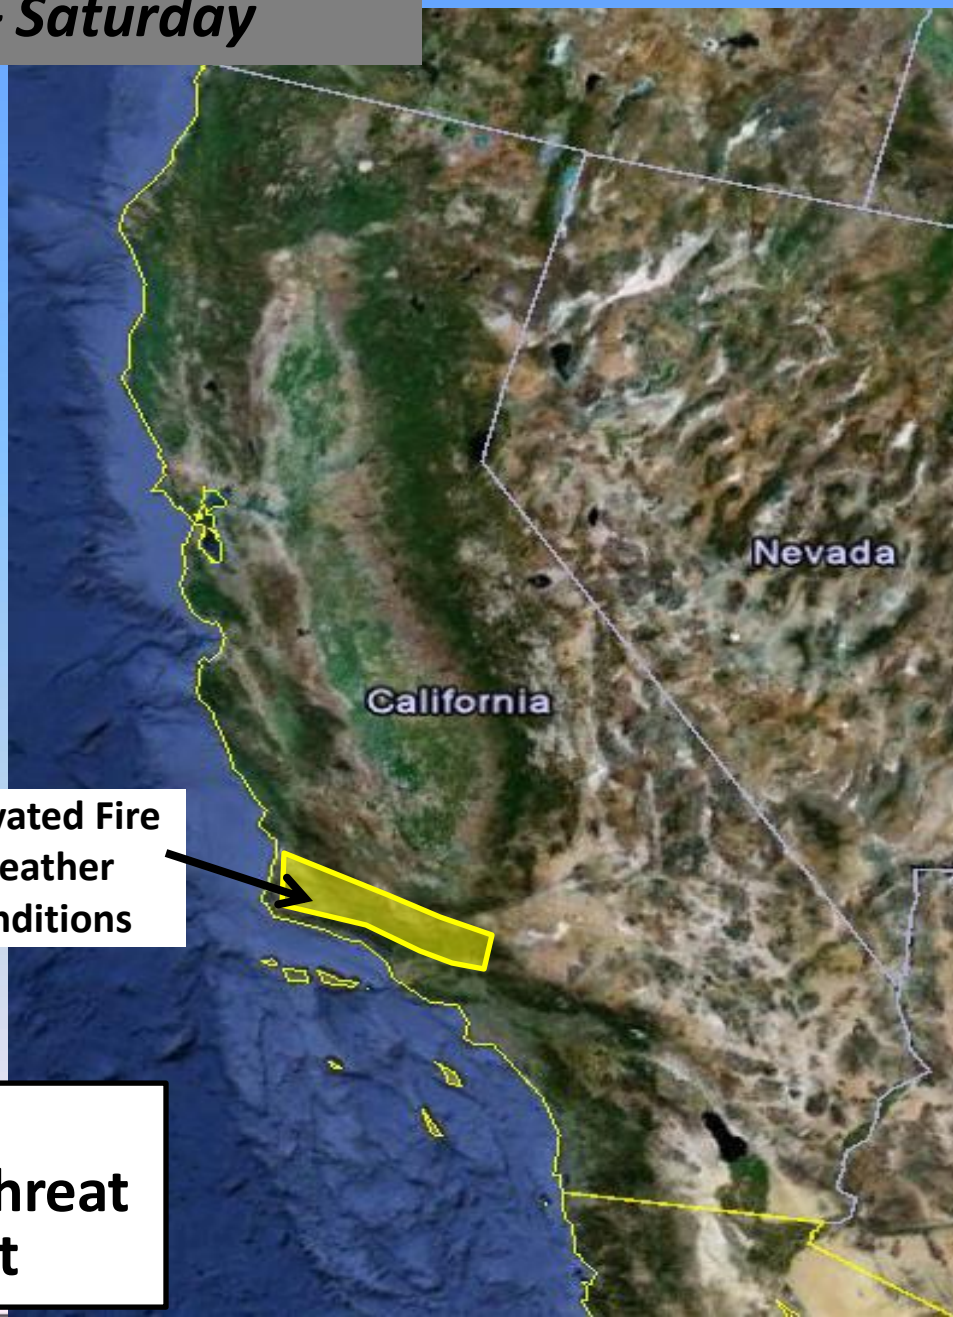 - Saturday
Nevada
California
vated Fire
eather
nditions
hreat
t